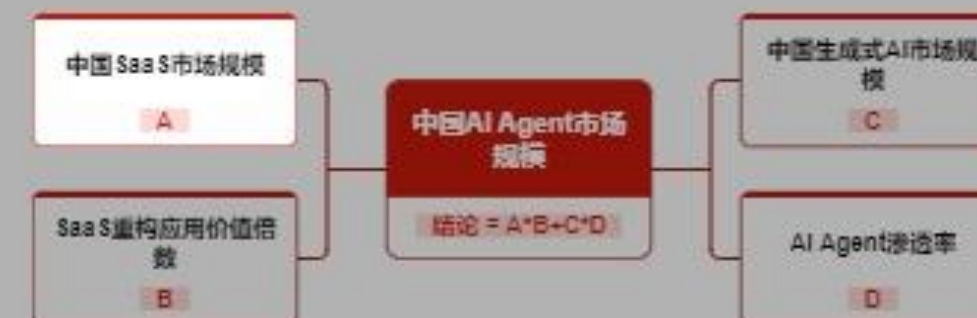 中国SaaS市场规模
A
SaaS重构应用价值倍
数
B
中国AI Agent市场
规模
结论 = A*B+C*D
中国生成式AI市场规
模
C
AI Agent渗透率
D